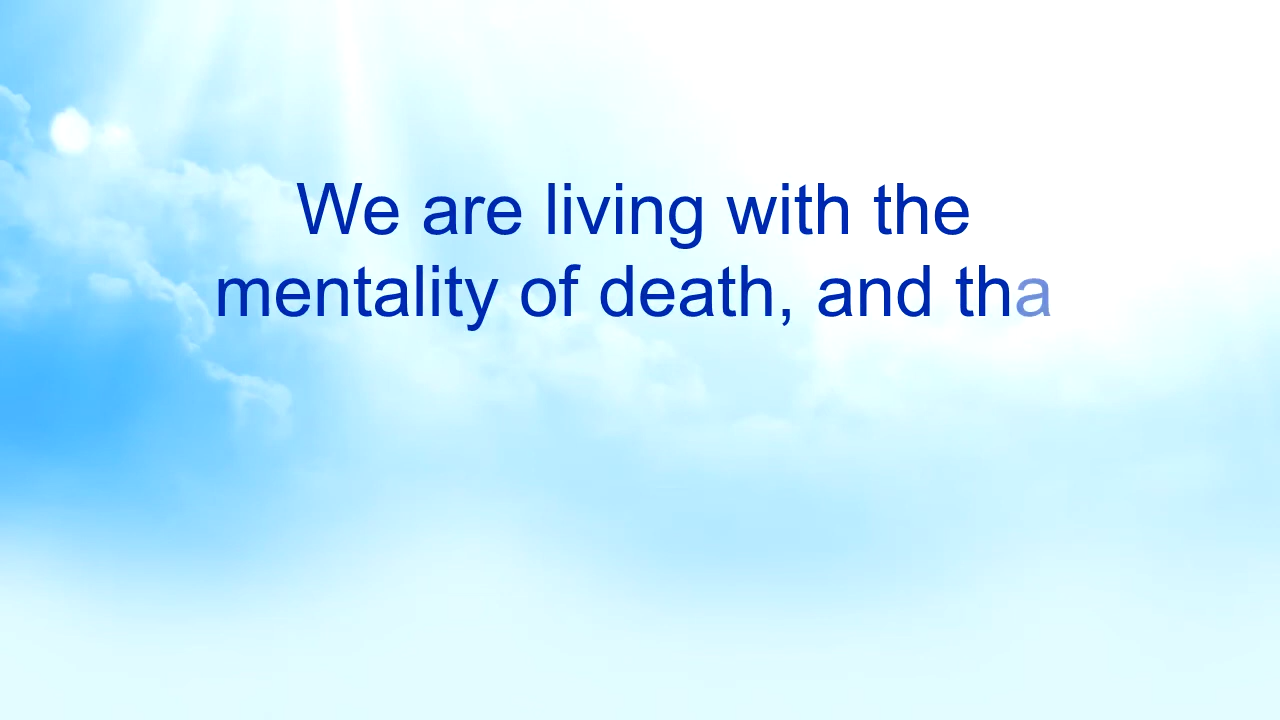 We are living with the
mentality of death, and tha